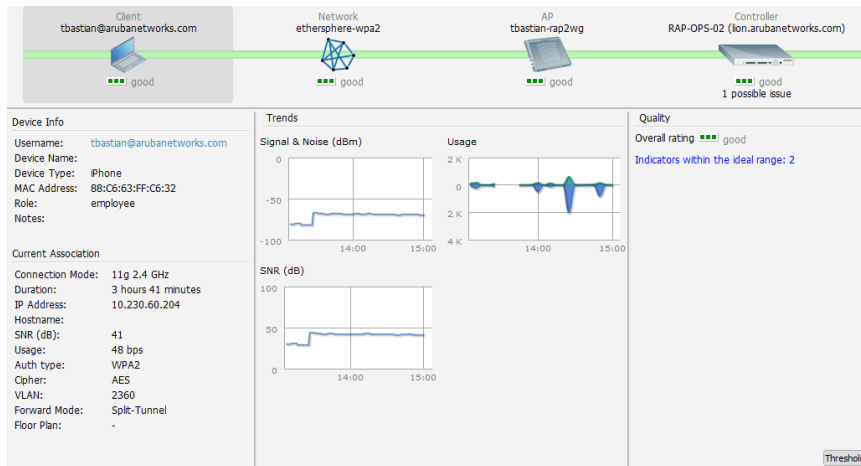 Client
tbastian@arubanetworks.com
good
Network
ethersphere-wpa2
good
AP
tbastian-rap2wg
good
Controller
RAP-OPS-02 (lion.arubanetworks.com)
good
1 possible issue
Device Info
Username: tbastian@arubanetworks.com
Device Name:
Device Type: iPhone
MAC Address: 88:C6:63:FF:C6:32
Role: employee
Notes:
Current Association
Connection Mode: 11g 2.4 GHz
Duration: 3 hours 41 minutes
IP Address: 10.230.60.204
Hostname:
SNR (dB): 41
Usage: 48 bps
Auth type: WPA2
Cipher: AES
VLAN: 2360
Forward Mode: Split-Tunnel
Floor Plan: -
Trends
Signal & Noise (dBm)
0
-50
-100
14:00 15:00
Usage
2 K
0
2 K
4 K
14:00 15:00
SNR (dB)
100
50
0
14:00 15:00
Quality
Overall rating good
Indicators within the ideal range: 2
Threshol